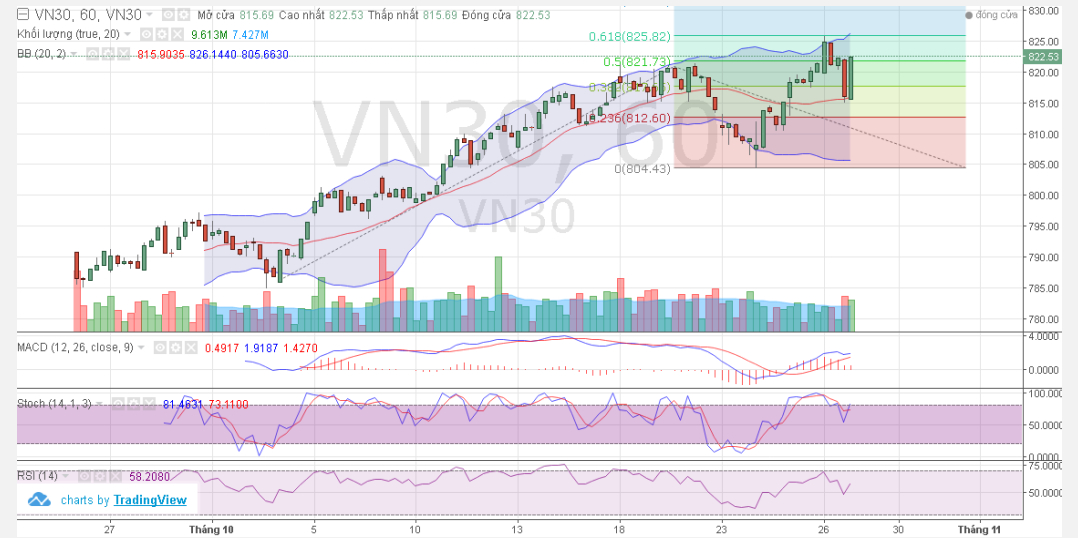 VN30, 60, VN30 Mở cửa 815.69 Cao nhất 822.53 Thấp nhất 815.69 Đóng cửa 822.53
đóng cửa
Khối lượng (true, 20) 9.613M 7.427M
BB (20, 2) 815.9035 826.1440 805.6630
VN30, 60
VN30
0.618(825.82)
0.5(821.73)
0.236(812.60)
0(804.43)
830.00
825.00
822.53
820.00
815.00
810.00
805.00
800.00
795.00
790.00
785.00
780.00
MACD (12, 26, close, 9) 0.4917 1.9187 1.4270
4.0000
0.0000
Stoch (14, 1, 3) 81.4631 73.1100
100.0000
50.0000
0.0000
RSI (14) 58.2080
75.0000
50.0000
charts by TradingView
27 Tháng 10 5 10 13 18 23 26 30 Tháng 11